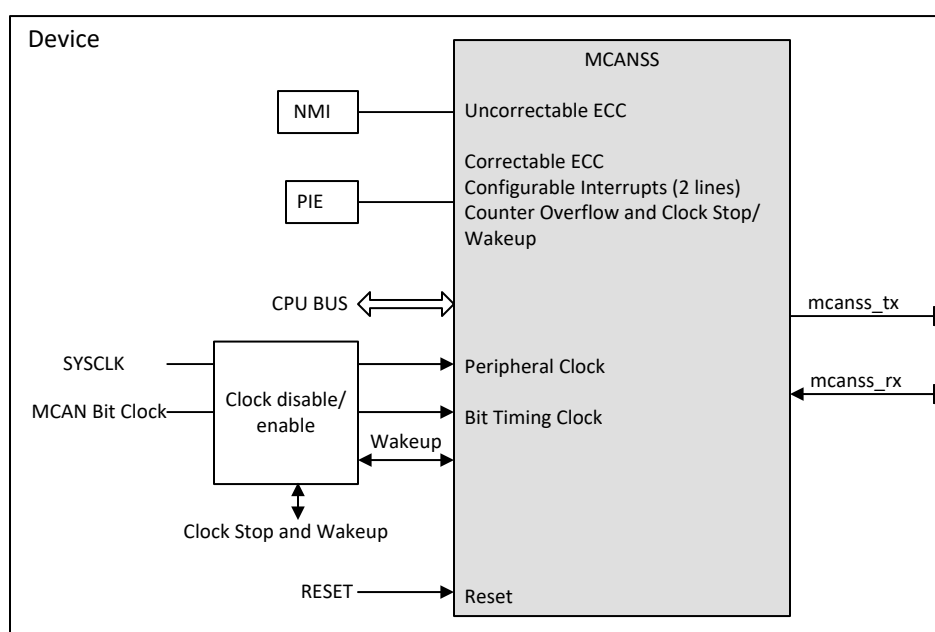 Device
MCANSS
NMI
Uncorrectable ECC
Correctable ECC
Configurable Interrupts (2 lines)
Counter Overflow and Clock Stop/
Wakeup
PIE
CPU BUS
mcanss_tx
SYSCLK
Peripheral Clock
mcanss_rx
Clock disable/
enable
MCAN Bit Clock
Bit Timing Clock
Wakeup
Clock Stop and Wakeup
RESET
Reset